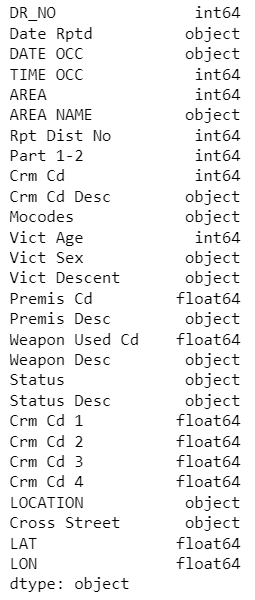 DR_NO int64
Date Rptd object
DATE OCC object
TIME OCC int64
AREA int64
AREA NAME object
Rpt Dist No int64
Part 1-2 int64
Crm Cd int64
Crm Cd Desc object
Mocodes object
Vict Age int64
Vict Sex object
Vict Descent object
Premis Cd float64
Premis Desc object
Weapon Used Cd float64
Weapon Desc object
Status object
Status Desc object
Crm Cd 1 float64
Crm Cd 2 float64
Crm Cd 3 float64
Crm Cd 4 float64
LOCATION object
Cross Street object
LAT float64
LON float64
dtype: object